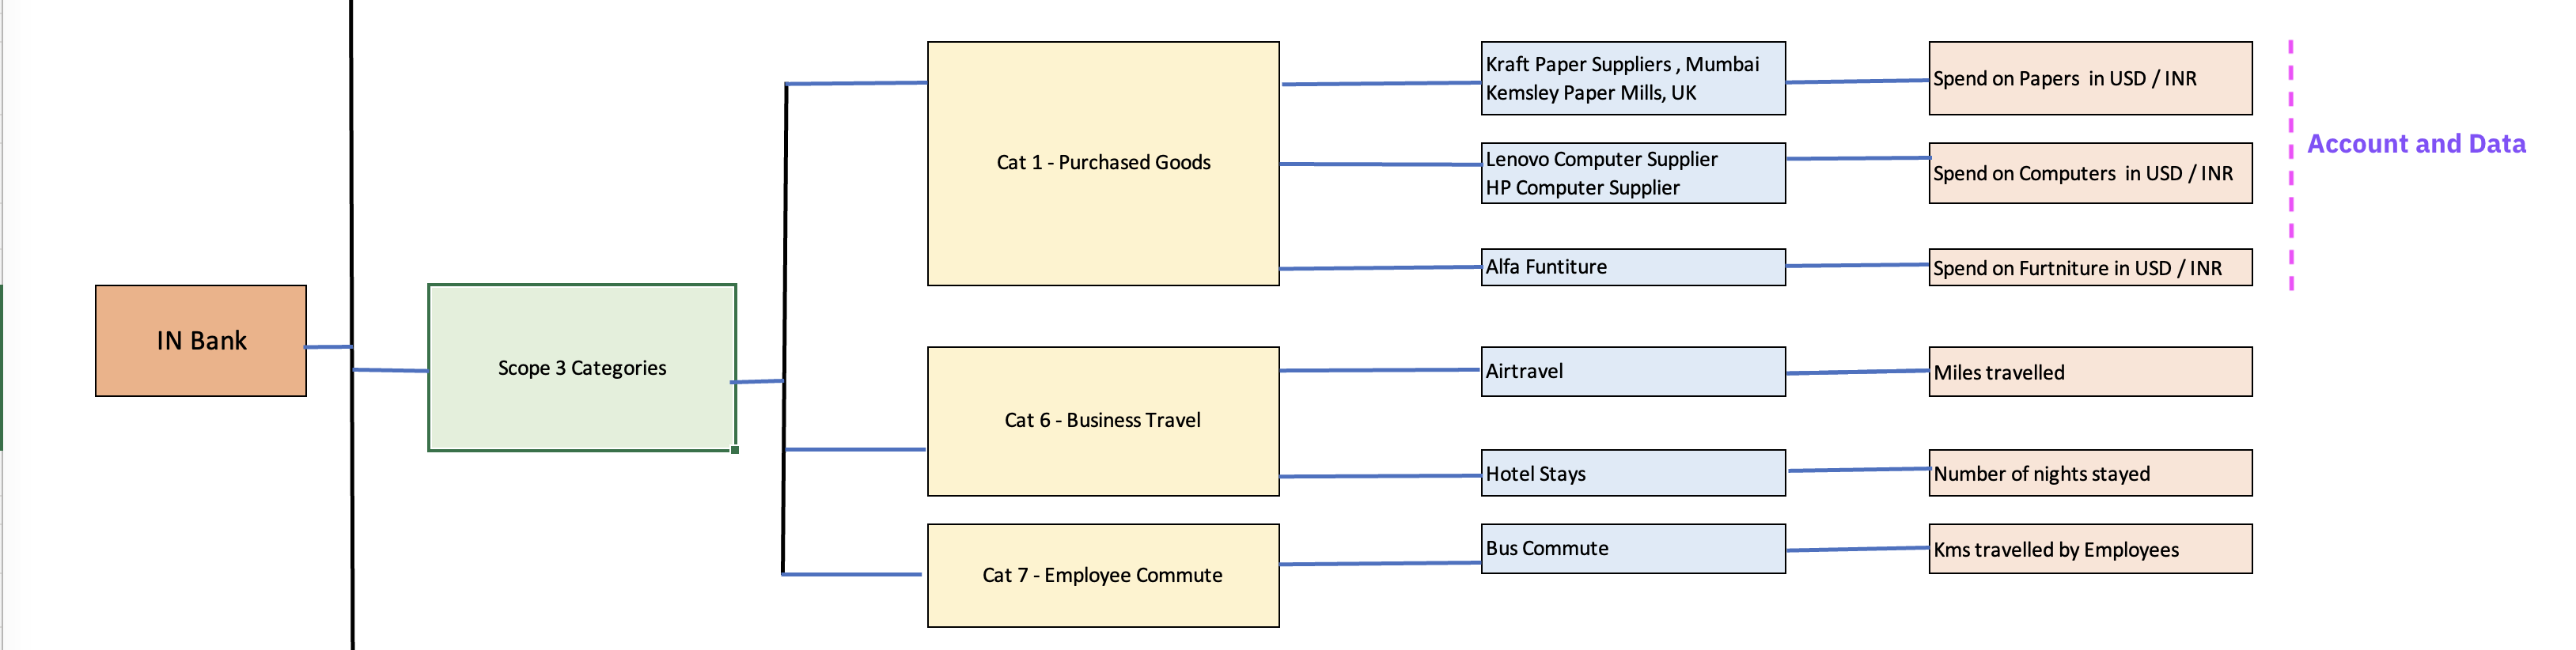 IN Bank
Scope 3 Categories
Cat 1 - Purchased Goods
Kraft Paper Suppliers , Mumbai
Kemsley Paper Mills, UK
Spend on Papers  in USD / INR
Lenovo Computer Supplier
HP Computer Supplier
Spend on Computers  in USD / INR
Alfa Funtiture
Spend on Furtniture in USD / INR
Account and Data
Cat 6 - Business Travel
Airtravel
Miles travelled
Hotel Stays
Number of nights stayed
Cat 7 - Employee Commute
Bus Commute
Kms travelled by Employees